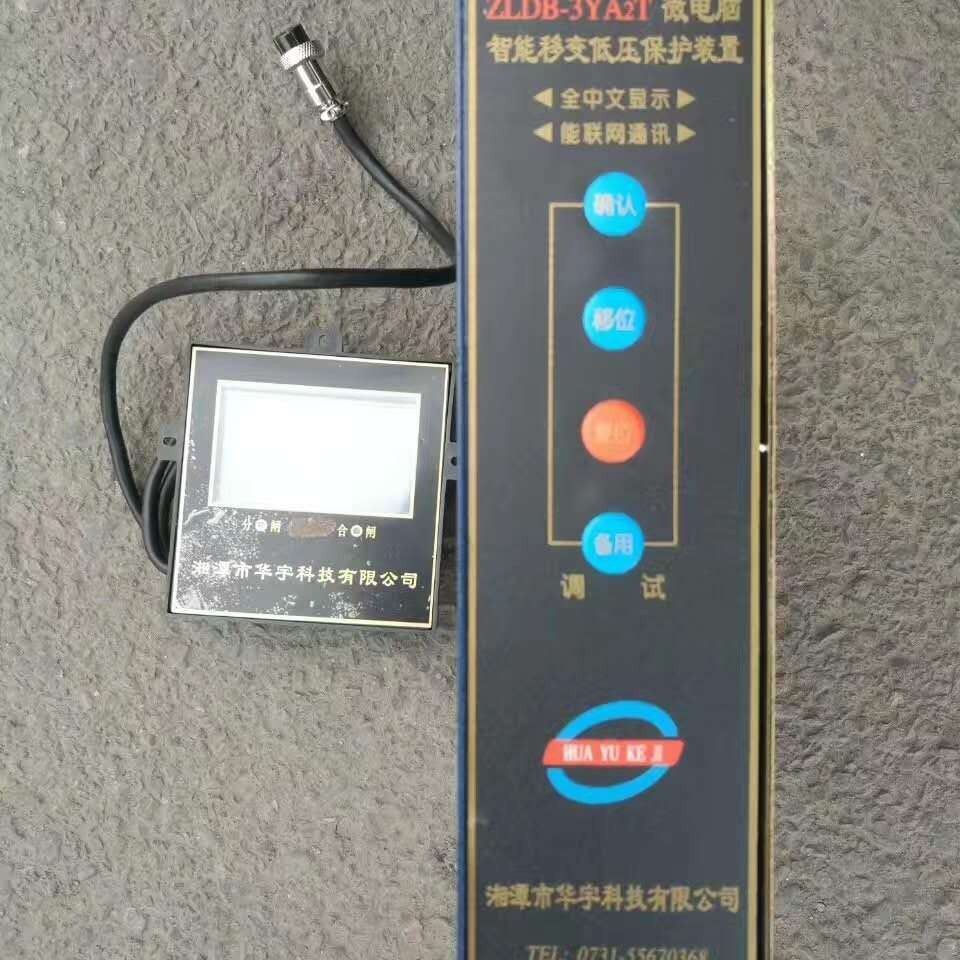 ZLDB-3YA2T 微电脑
智能移变低压保护装置
◀ 全中文显示 ▶
◀ 能联网通讯 ▶
确认
移位
复位
备用
调 试
HUA YU KE JI
湘潭市华宇科技有限公司
TEL: 0731-55670368
分闸 合闸
湘潭市华宇科技有限公司